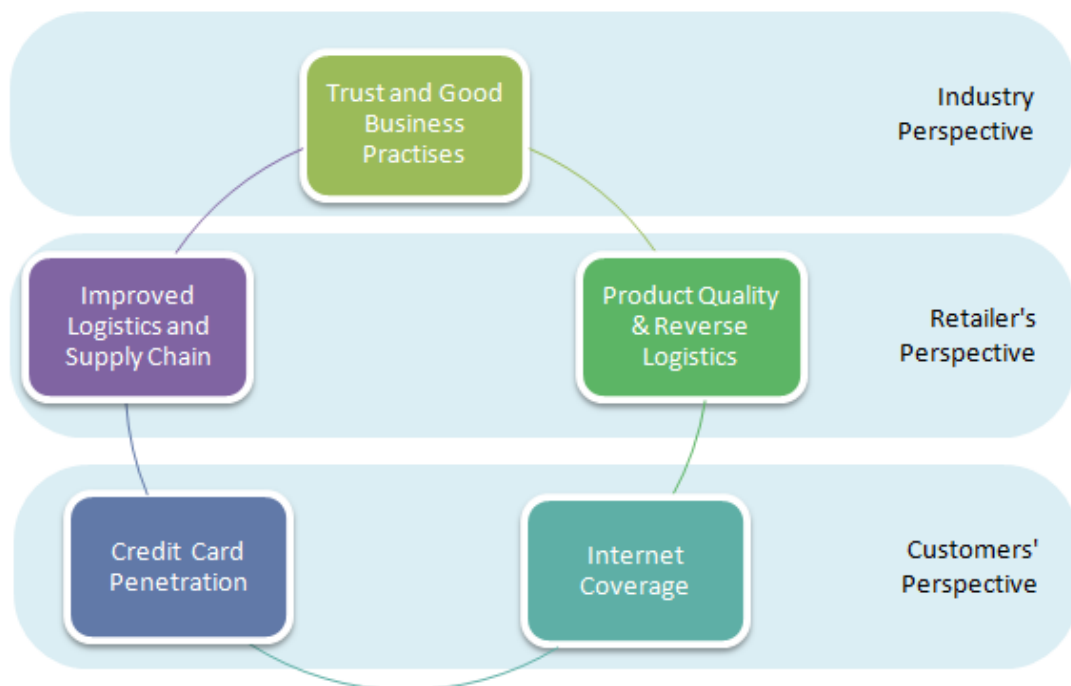 Trust and Good
Business
Practises
Industry
Perspective
Improved
Logistics and
Supply Chain
Product Quality
& Reverse
Logistics
Retailer's
Perspective
Credit Card
Penetration
Internet
Coverage
Customers'
Perspective